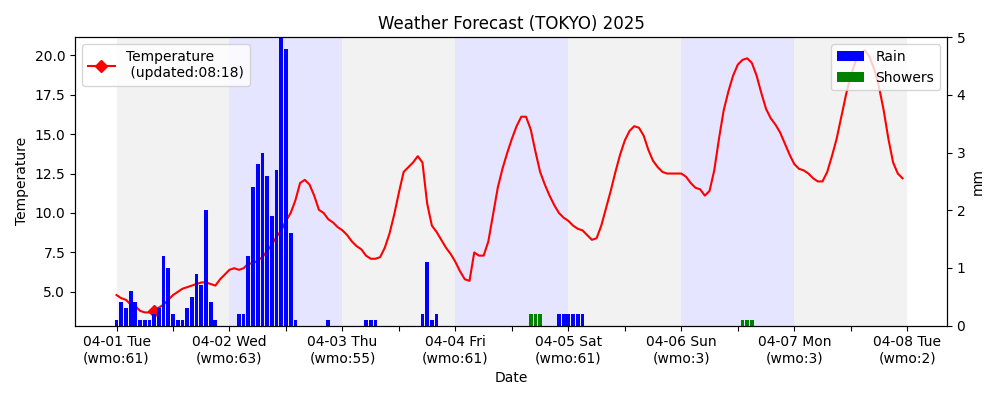 Weather Forecast (TOKYO) 2025
Temperature
(updated:08:18)
Rain
Showers
20.0
17.5
15.0
12.5
10.0
7.5
5.0
Temperature
5
4
3
2
1
0
mm
04-01 Tue
(wmo:61)
04-02 Wed
(wmo:63)
04-03 Thu
(wmo:55)
04-04 Fri
(wmo:61)
04-05 Sat
(wmo:61)
04-06 Sun
(wmo:3)
04-07 Mon
(wmo:3)
04-08 Tue
(wmo:2)
Date